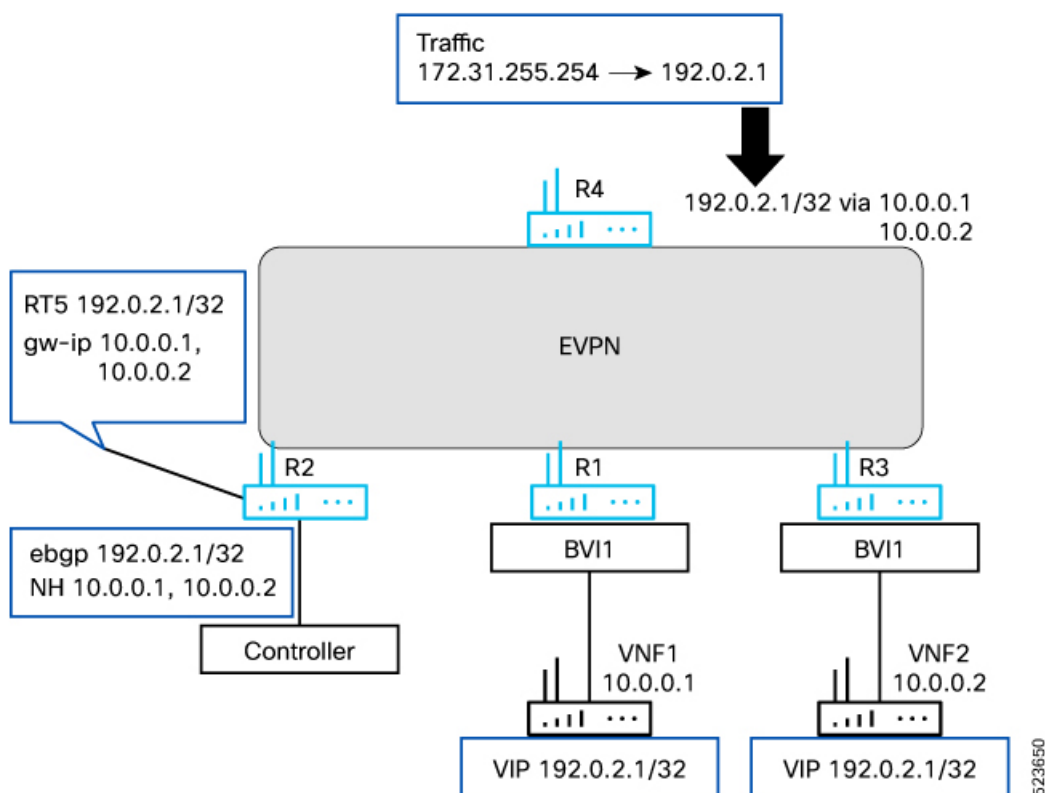 Traffic
172.31.255.254 → 192.0.2.1
R4
192.0.2.1/32 via 10.0.0.1
10.0.0.2
RT5 192.0.2.1/32
gw-ip 10.0.0.1,
10.0.0.2
EVPN
R2
R1
R3
ebgp 192.0.2.1/32
NH 10.0.0.1, 10.0.0.2
BVI1
BVI1
Controller
VNF1
10.0.0.1
VNF2
10.0.0.2
VIP 192.0.2.1/32
VIP 192.0.2.1/32
523650